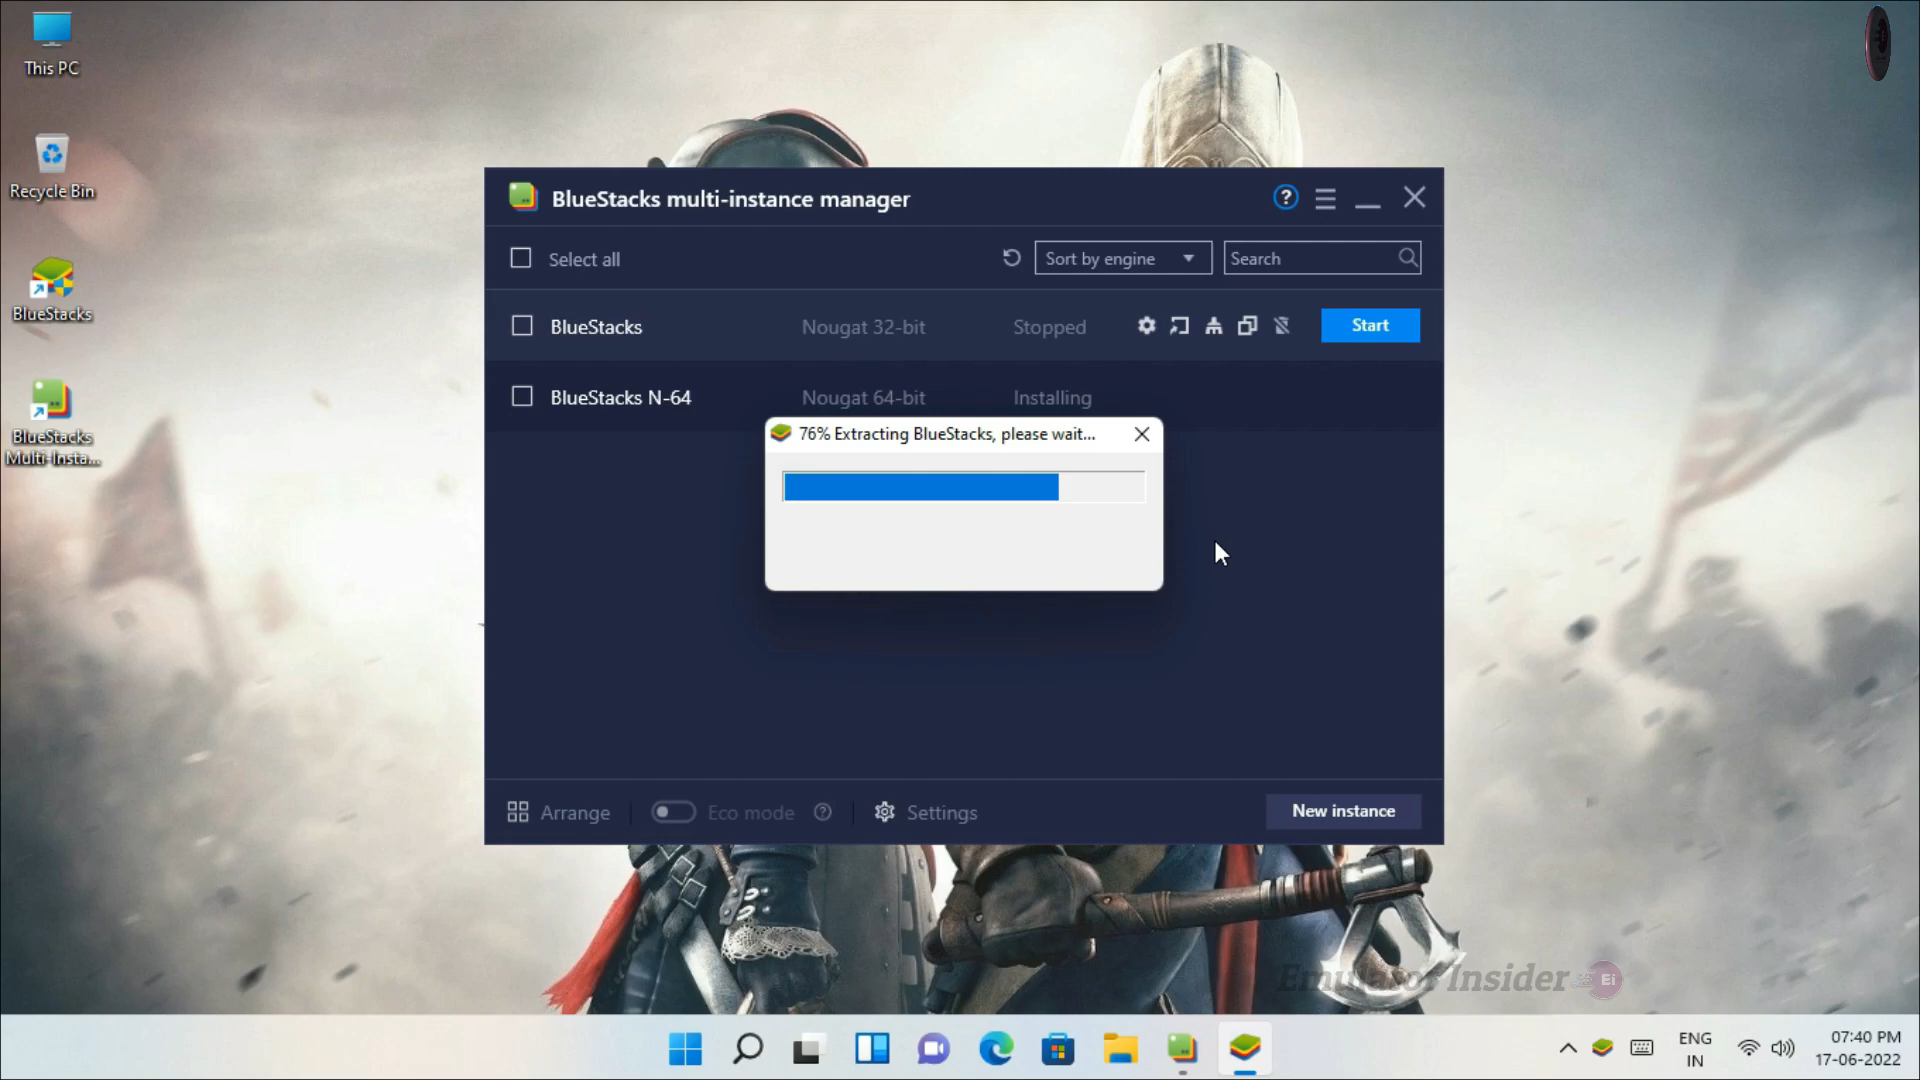 This PC
Recycle Bin
BlueStacks
BlueStacks
Multi-Insta...
BlueStacks multi-instance manager
?
Select all
Sort by engine
Search
BlueStacks
Nougat 32-bit
Stopped
Start
BlueStacks N-64
Nougat 64-bit
Installing
76% Extracting BlueStacks, please wait...
Arrange
Eco mode
?
Settings
New instance
Emulator Insider
Ei
ENG
IN
07:40 PM
17-06-2022